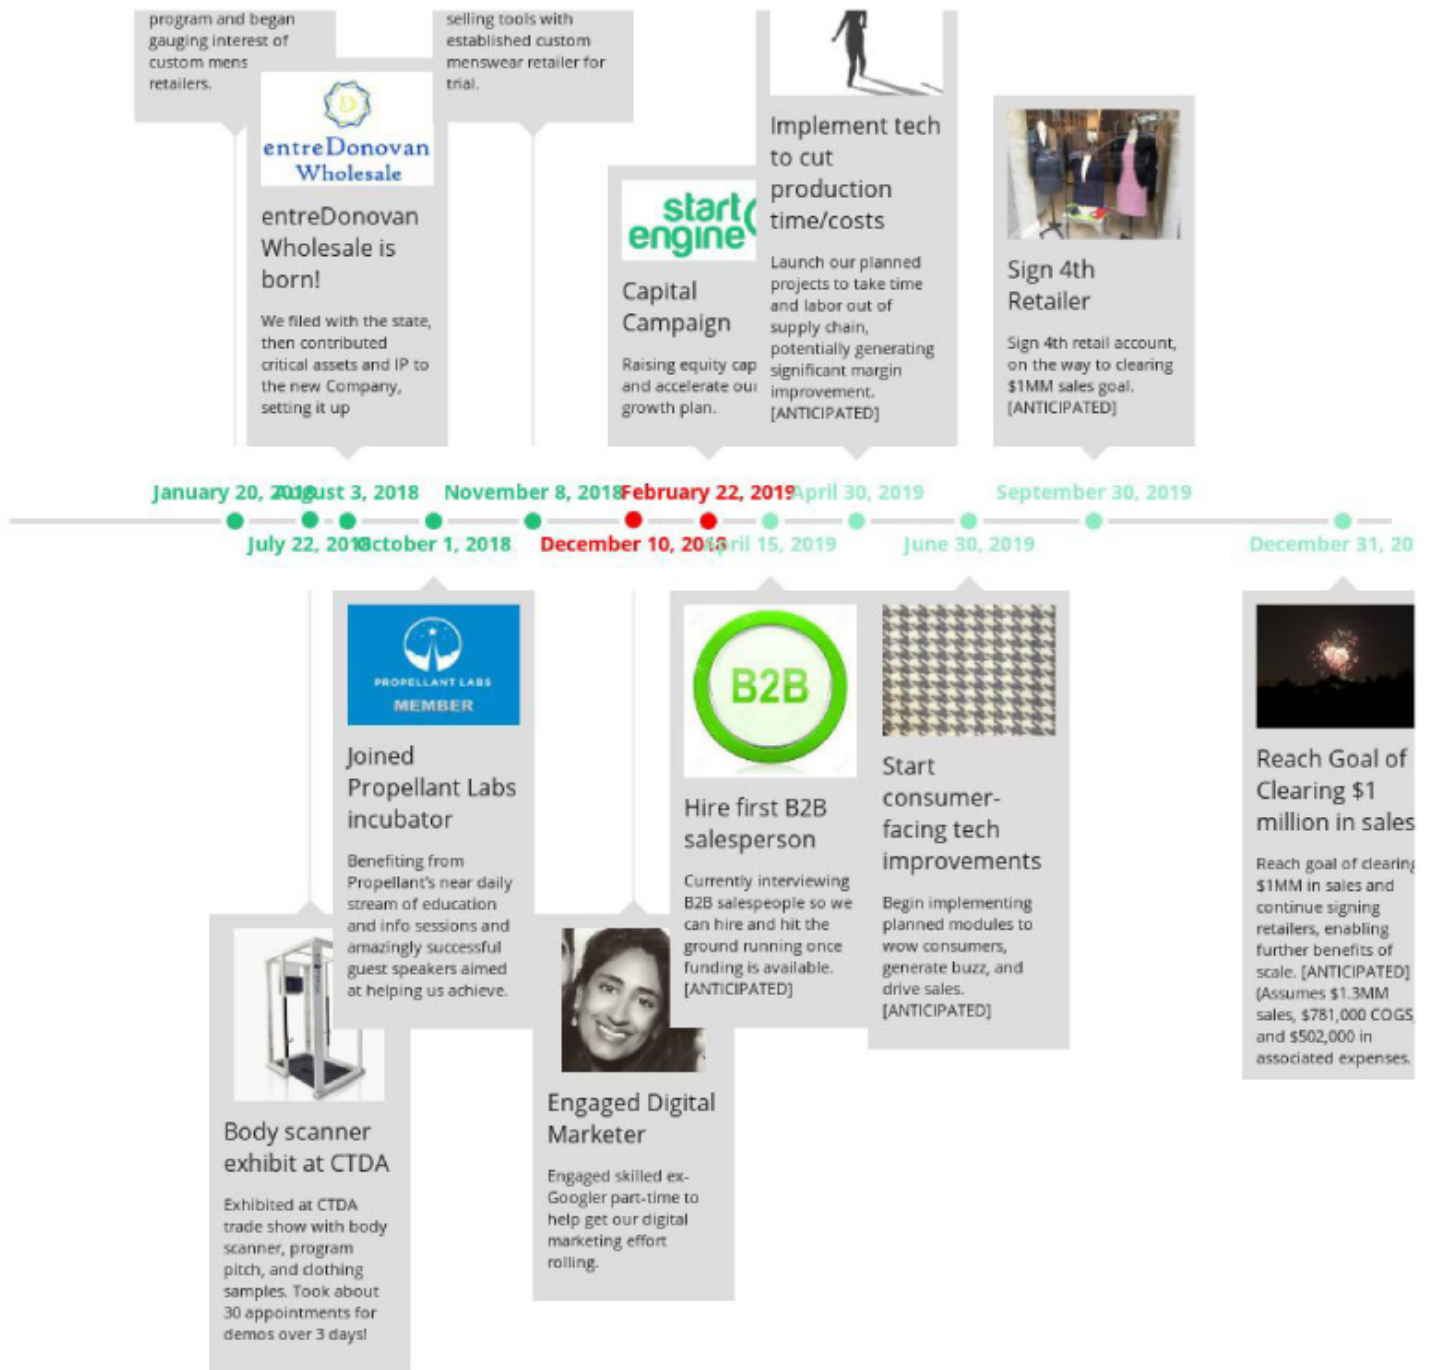 program and began
gauging interest of
custom mens
retailers.
selling tools with
established custom
menswear retailer for
trial.
D
entreDonovan
Wholesale
entreDonovan
Wholesale is
born!
We filed with the state,
then contributed
critical assets and IP to
the new Company,
setting it up
start
engine
Capital
Campaign
Raising equity cap
and accelerate our
growth plan.
Implement tech
to cut
production
time/costs
Launch our planned
projects to take time
and labor out of
supply chain,
potentially generating
significant margin
improvement.
[ANTICIPATED]
Sign 4th
Retailer
Sign 4th retail account,
on the way to clearing
$1MM sales goal.
[ANTICIPATED]
January 20, 2018 August 3, 2018 November 8, 2018 February 22, 2019 April 30, 2019 September 30, 2019
July 22, 2018 October 1, 2018 December 10, 2018 April 15, 2019 June 30, 2019 December 31, 20
PROPELLANT LABS
MEMBER
Joined
Propellant Labs
incubator
Benefiting from
Propellant's near daily
stream of education
and info sessions and
amazingly successful
guest speakers aimed
at helping us achieve.
B2B
Hire first B2B
salesperson
Currently interviewing
B2B salespeople so we
can hire and hit the
ground running once
funding is available.
[ANTICIPATED]
Start
consumer-
facing tech
improvements
Begin implementing
planned modules to
wow consumers,
generate buzz, and
drive sales.
[ANTICIPATED]
Reach Goal of
Clearing $1
million in sales
Reach goal of clearing
$1MM in sales and
continue signing
retailers, enabling
further benefits of
scale. [ANTICIPATED]
(Assumes $1.3MM
sales, $781,000 COGS,
and $502,000 in
associated expenses.
Body scanner
exhibit at CTDA
Exhibited at CTDA
trade show with body
scanner, program
pitch, and clothing
samples. Took about
30 appointments for
demos over 3 days!
Engaged Digital
Marketer
Engaged skilled ex-
Googler part-time to
help get our digital
marketing effort
rolling.